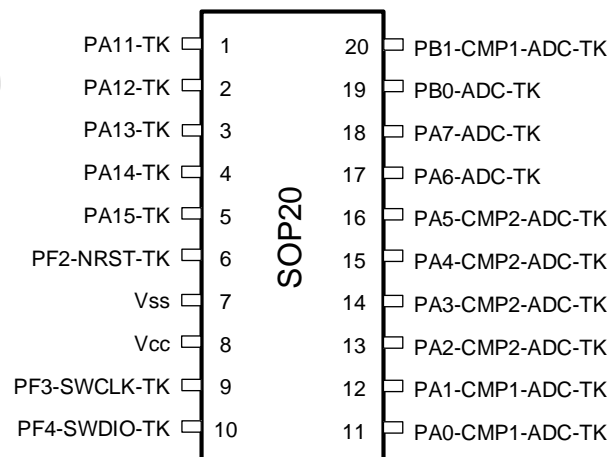 PA11-TK 1 20 PB1-CMP1-ADC-TK
PA12-TK 2 19 PB0-ADC-TK
PA13-TK 3 18 PA7-ADC-TK
PA14-TK 4 17 PA6-ADC-TK
PA15-TK 5 16 PA5-CMP2-ADC-TK
PF2-NRST-TK 6 15 PA4-CMP2-ADC-TK
Vss 7 14 PA3-CMP2-ADC-TK
Vcc 8 13 PA2-CMP2-ADC-TK
PF3-SWCLK-TK 9 12 PA1-CMP1-ADC-TK
PF4-SWDIO-TK 10 11 PA0-CMP1-ADC-TK
SOP20